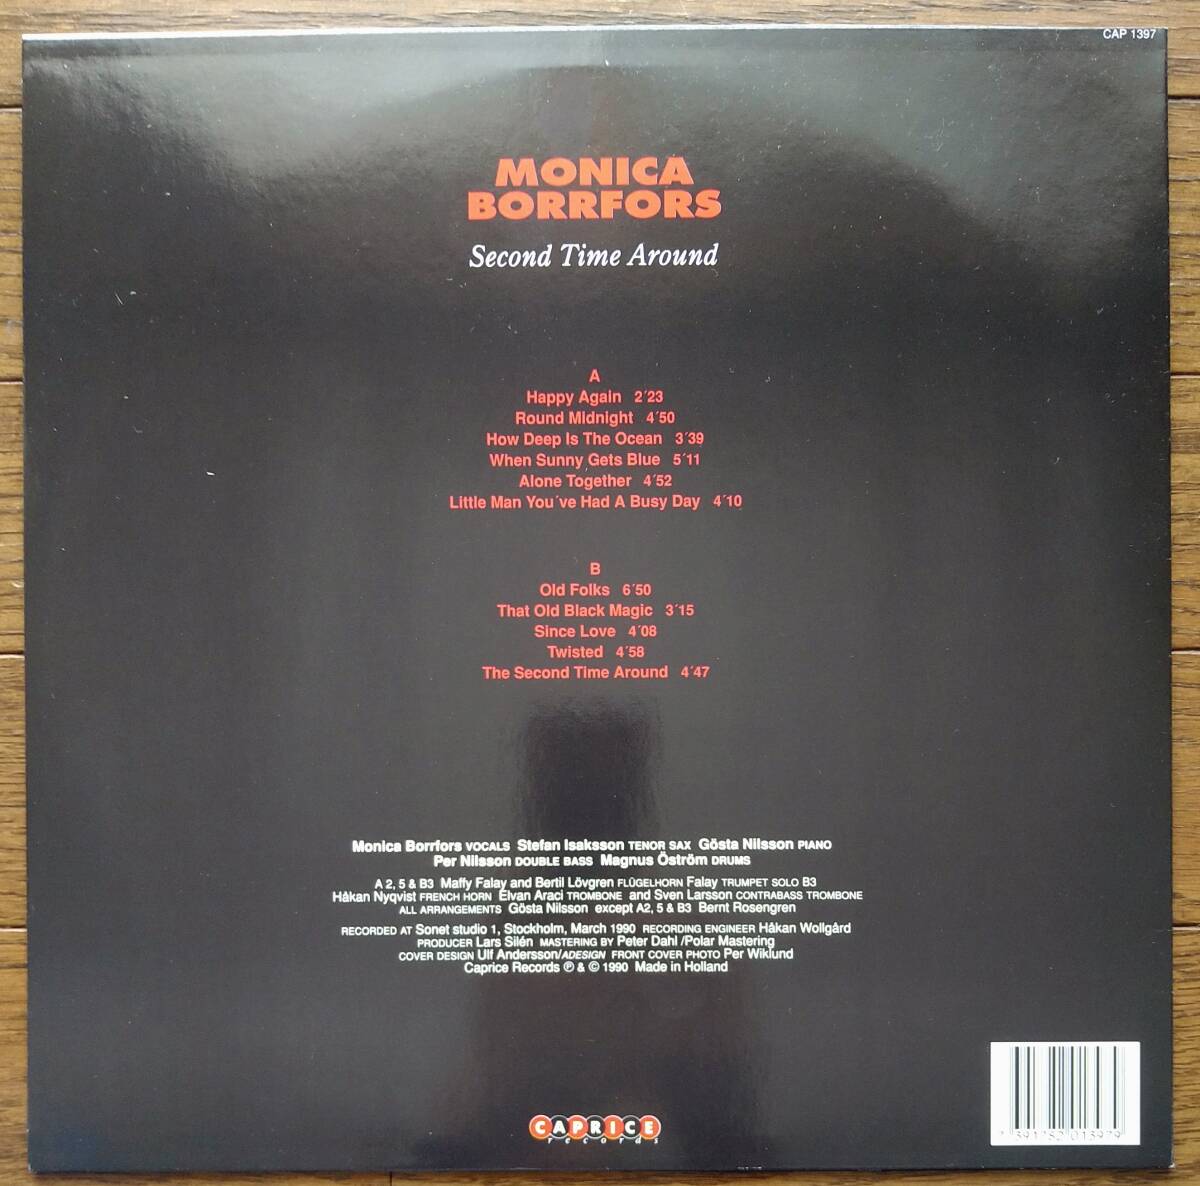 CAP 1397
MONICA
BORRFORS
Second Time Around
A
Happy Again 2´23
Round Midnight 4´50
How Deep Is The Ocean 3´39
When Sunny Gets Blue 5´11
Alone Together 4´52
Little Man You´ve Had A Busy Day 4´10
B
Old Folks 6´50
That Old Black Magic 3´15
Since Love 4´08
Twisted 4´58
The Second Time Around 4´47
Monica Borrfors VOCALS Stefan Isaksson TENOR SAX Gösta Nilsson PIANO
Per Nilsson DOUBLE BASS Magnus Öström DRUMS
A 2, 5 & B3 Maffy Falay and Bertil Lövgren FLÜGELHORN Falay TRUMPET SOLO B3
Håkan Nyqvist FRENCH HORN Elvan Araci TROMBONE and Sven Larsson CONTRABASS TROMBONE
ALL ARRANGEMENTS Gösta Nilsson except A2, 5 & B3 Bernt Rosengren
RECORDED AT Sonet studio 1, Stockholm, March 1990 RECORDING ENGINEER Håkan Wollgård
PRODUCER Lars Silén MASTERING BY Peter Dahl /Polar Mastering
COVER DESIGN Ulf Andersson/ADESIGN FRONT COVER PHOTO Per Wiklund
Caprice Records ℗ & © 1990 Made in Holland
CAPRICE
records
7 391782 013979